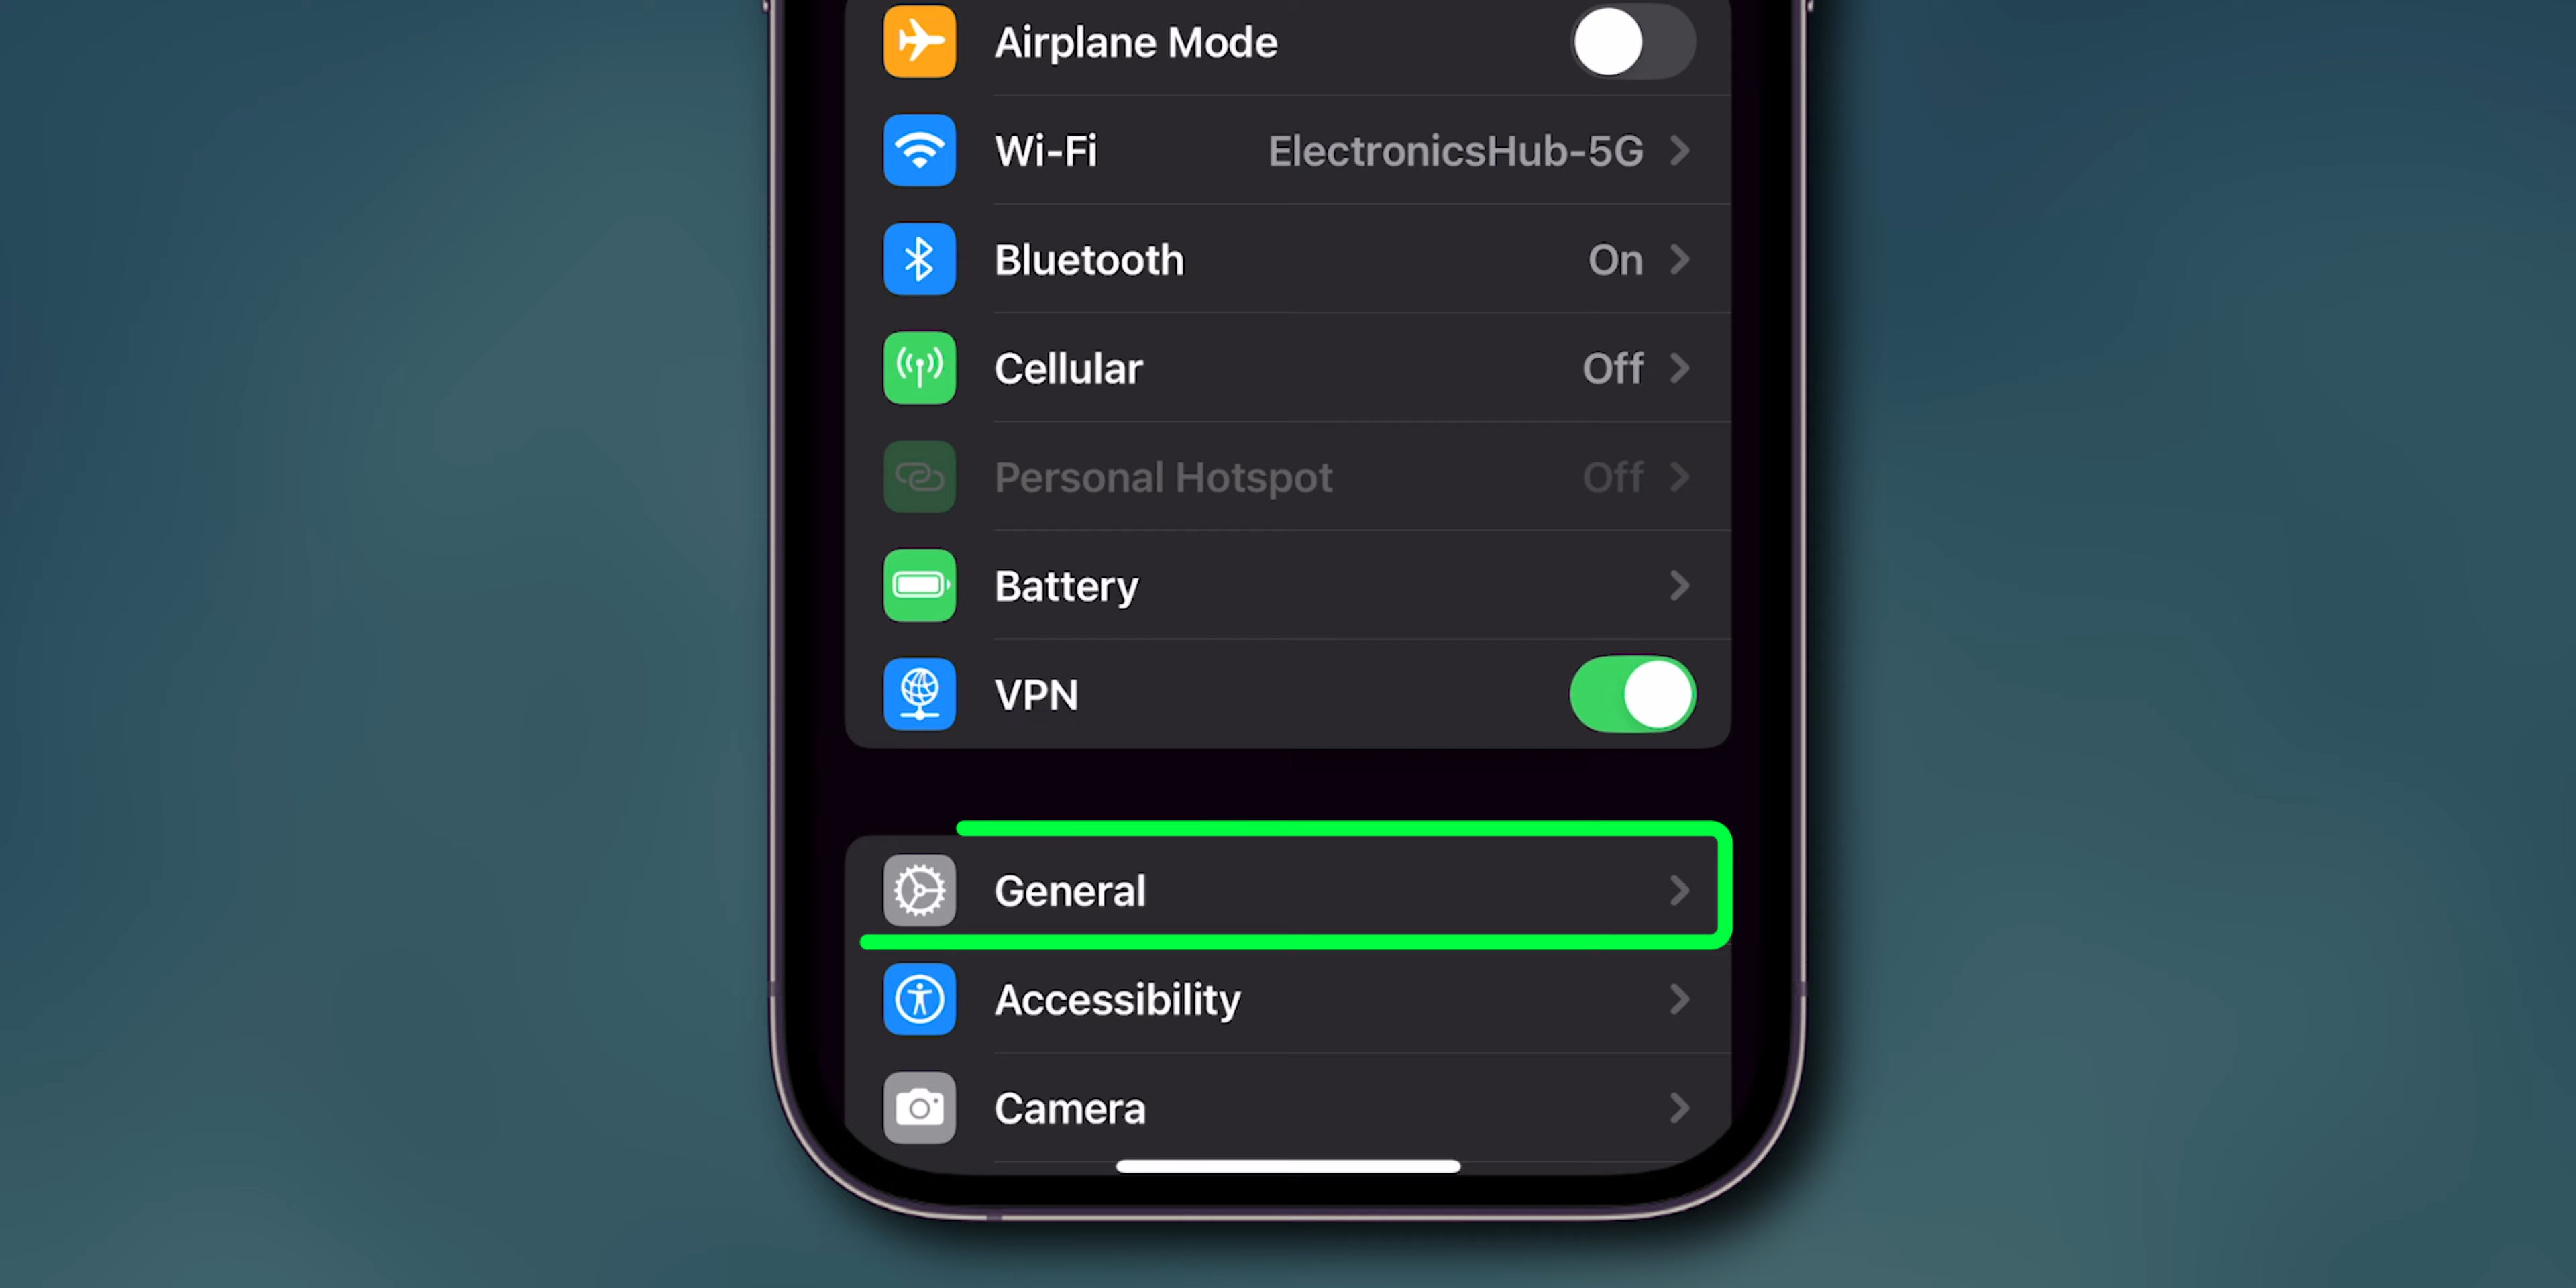 Airplane Mode
Wi-Fi ElectronicsHub-5G
Bluetooth On
Cellular Off
Personal Hotspot Off
Battery
VPN
General
Accessibility
Camera